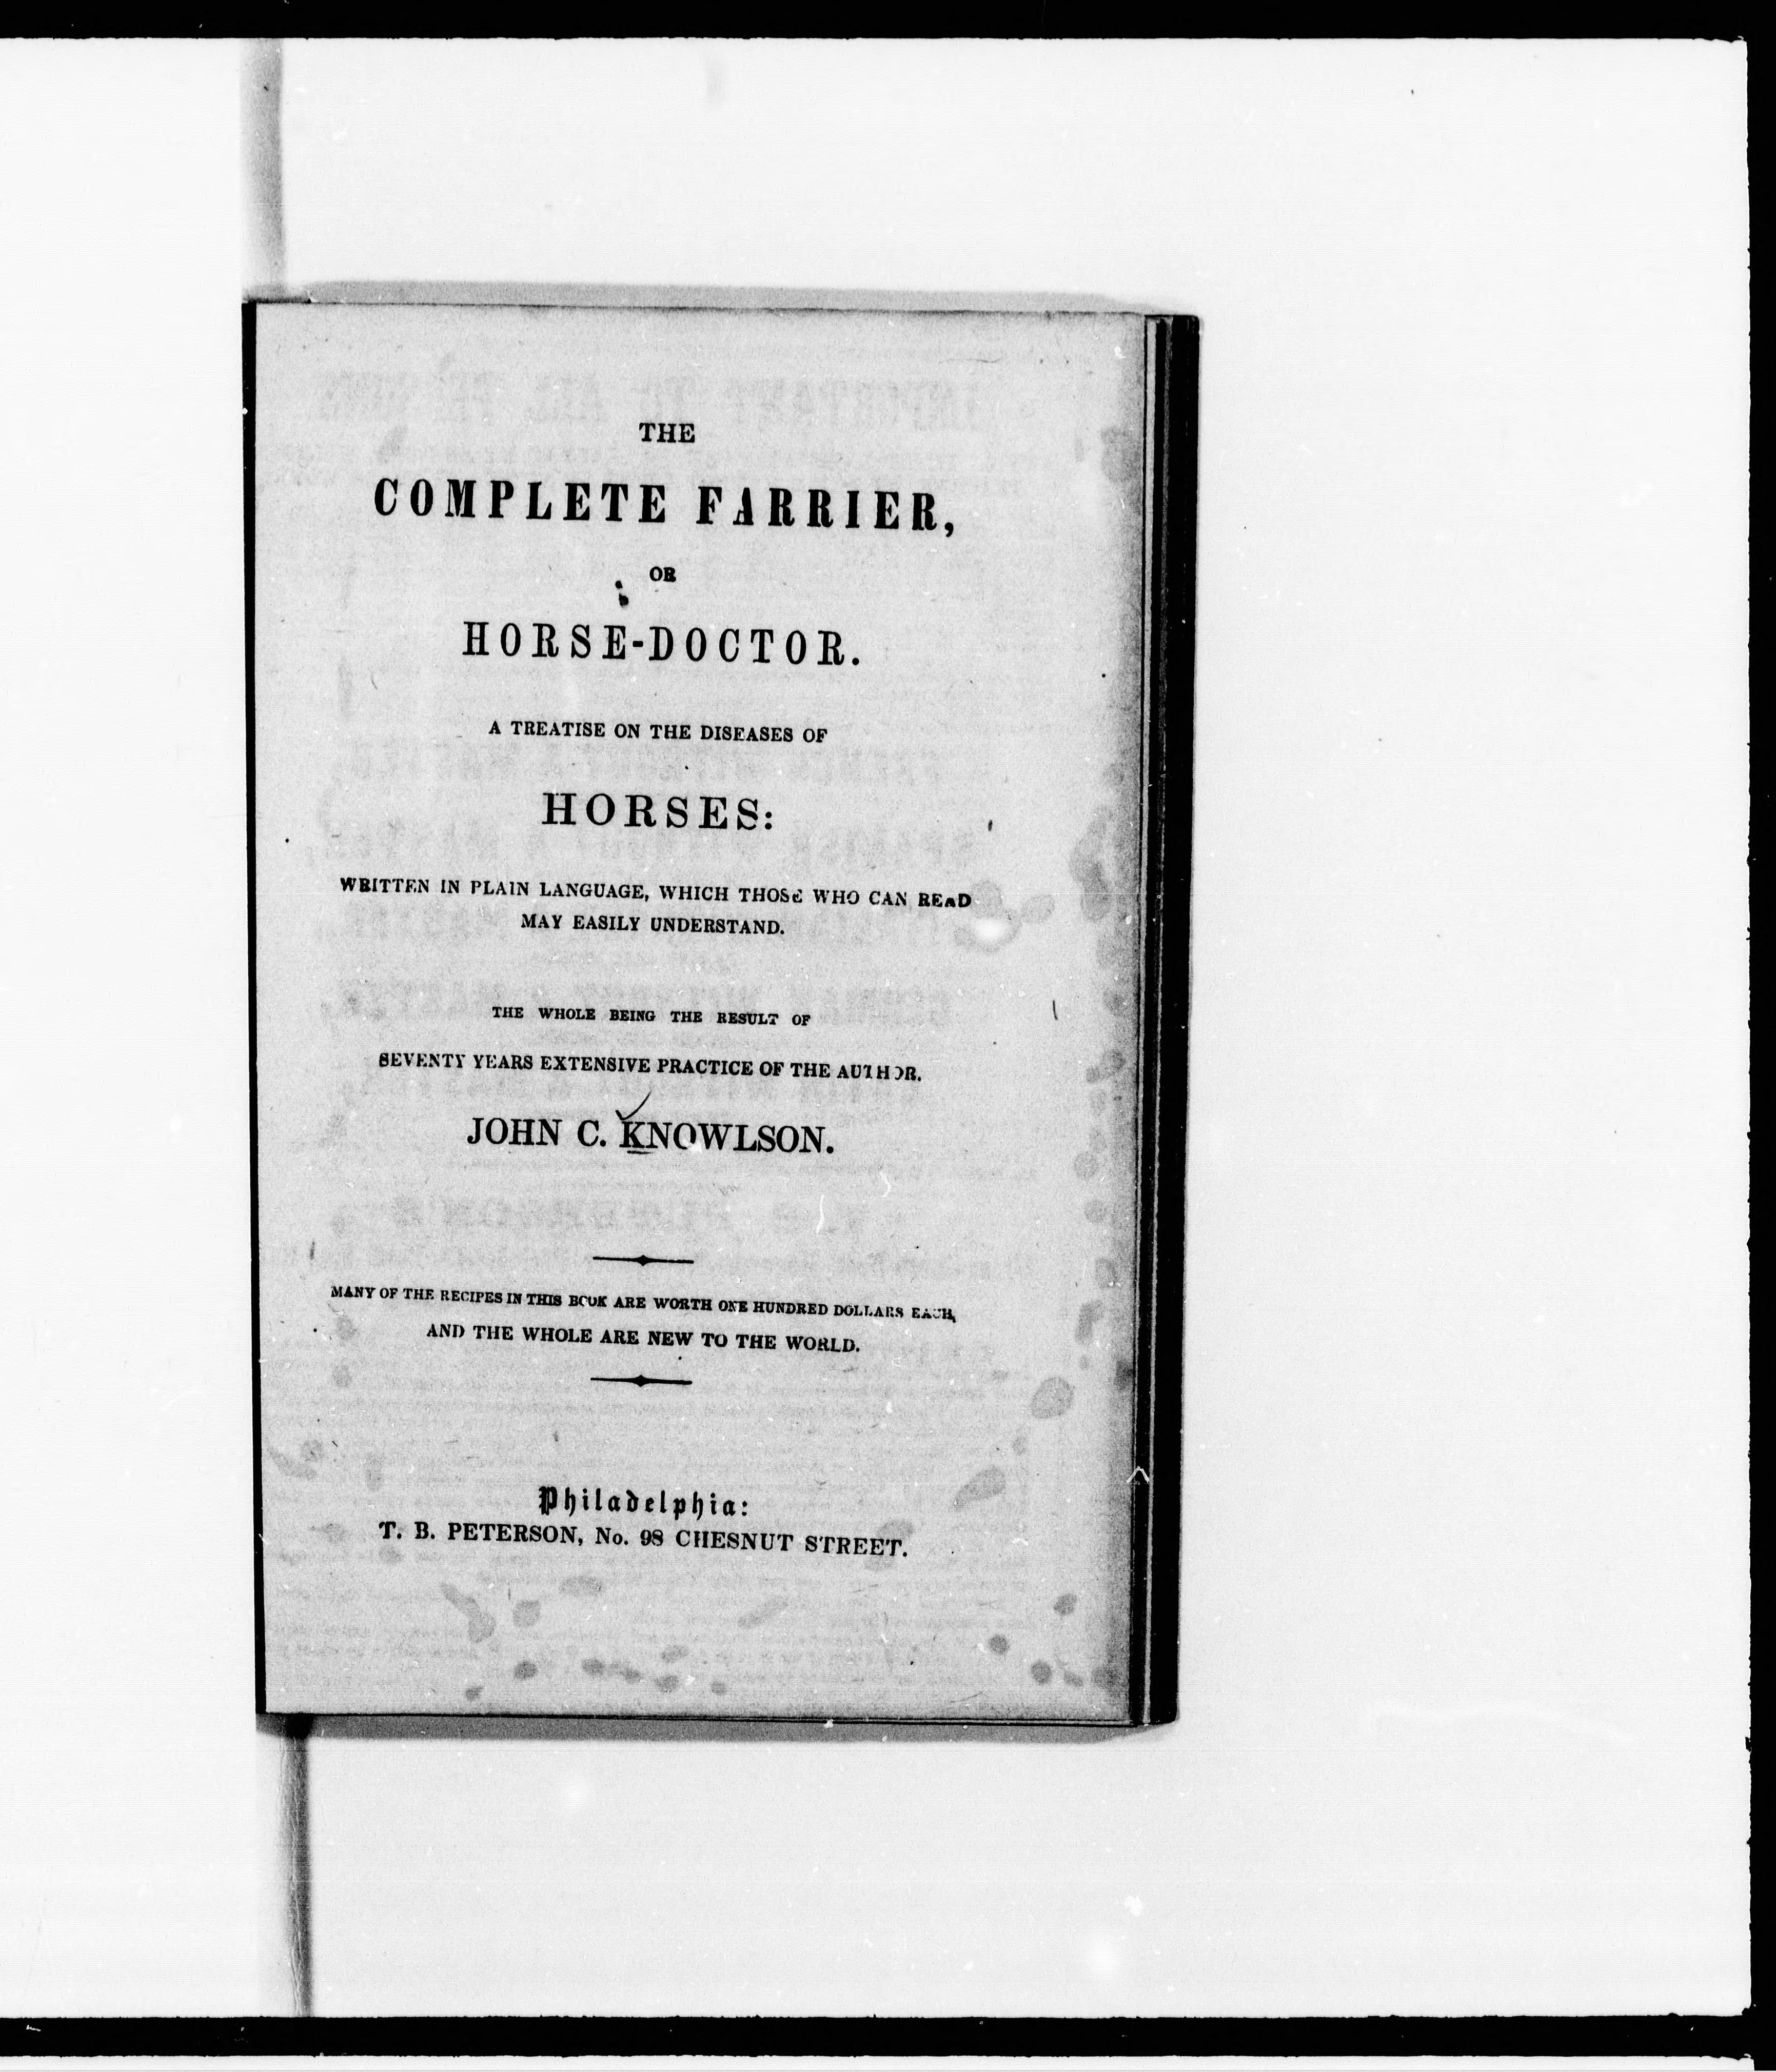 THE
COMPLETE FARRIER,
OR
HORSE-DOCTOR.
A TREATISE ON THE DISEASES OF
HORSES:
WRITTEN IN PLAIN LANGUAGE, WHICH THOSE WHO CAN READ
MAY EASILY UNDERSTAND.
THE WHOLE BEING THE RESULT OF
SEVENTY YEARS EXTENSIVE PRACTICE OF THE AUTHOR.
JOHN C. KNOWLSON.
MANY OF THE RECIPES IN THIS BOOK ARE WORTH ONE HUNDRED DOLLARS EACH,
AND THE WHOLE ARE NEW TO THE WORLD.
Philadelphia:
T. B. PETERSON, No. 98 CHESNUT STREET.